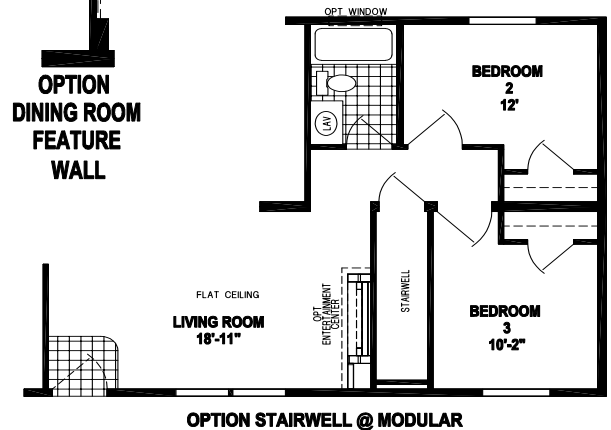 OPT WINDOW
OPTION
DINING ROOM
FEATURE
WALL
BEDROOM
2
12'
LAV
FLAT CEILING
LIVING ROOM
18'-11"
OPT
ENTERTAINMENT
CENTER
STAIRWELL
BEDROOM
3
10'-2"
OPTION STAIRWELL @ MODULAR